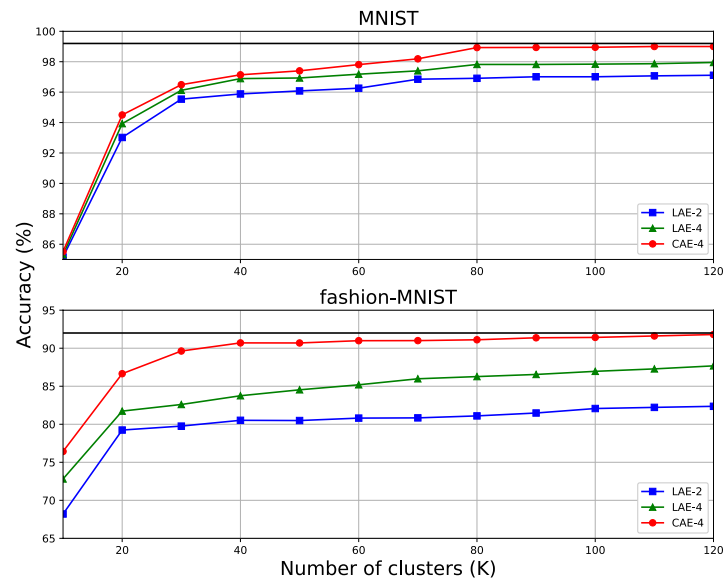 MNIST
100
98
96
94
92
90
88
86
20
40
60
80
100
120
LAE-2
LAE-4
CAE-4
Accuracy (%)
fashion-MNIST
95
90
85
80
75
70
65
20
40
60
80
100
120
LAE-2
LAE-4
CAE-4
Number of clusters (K)